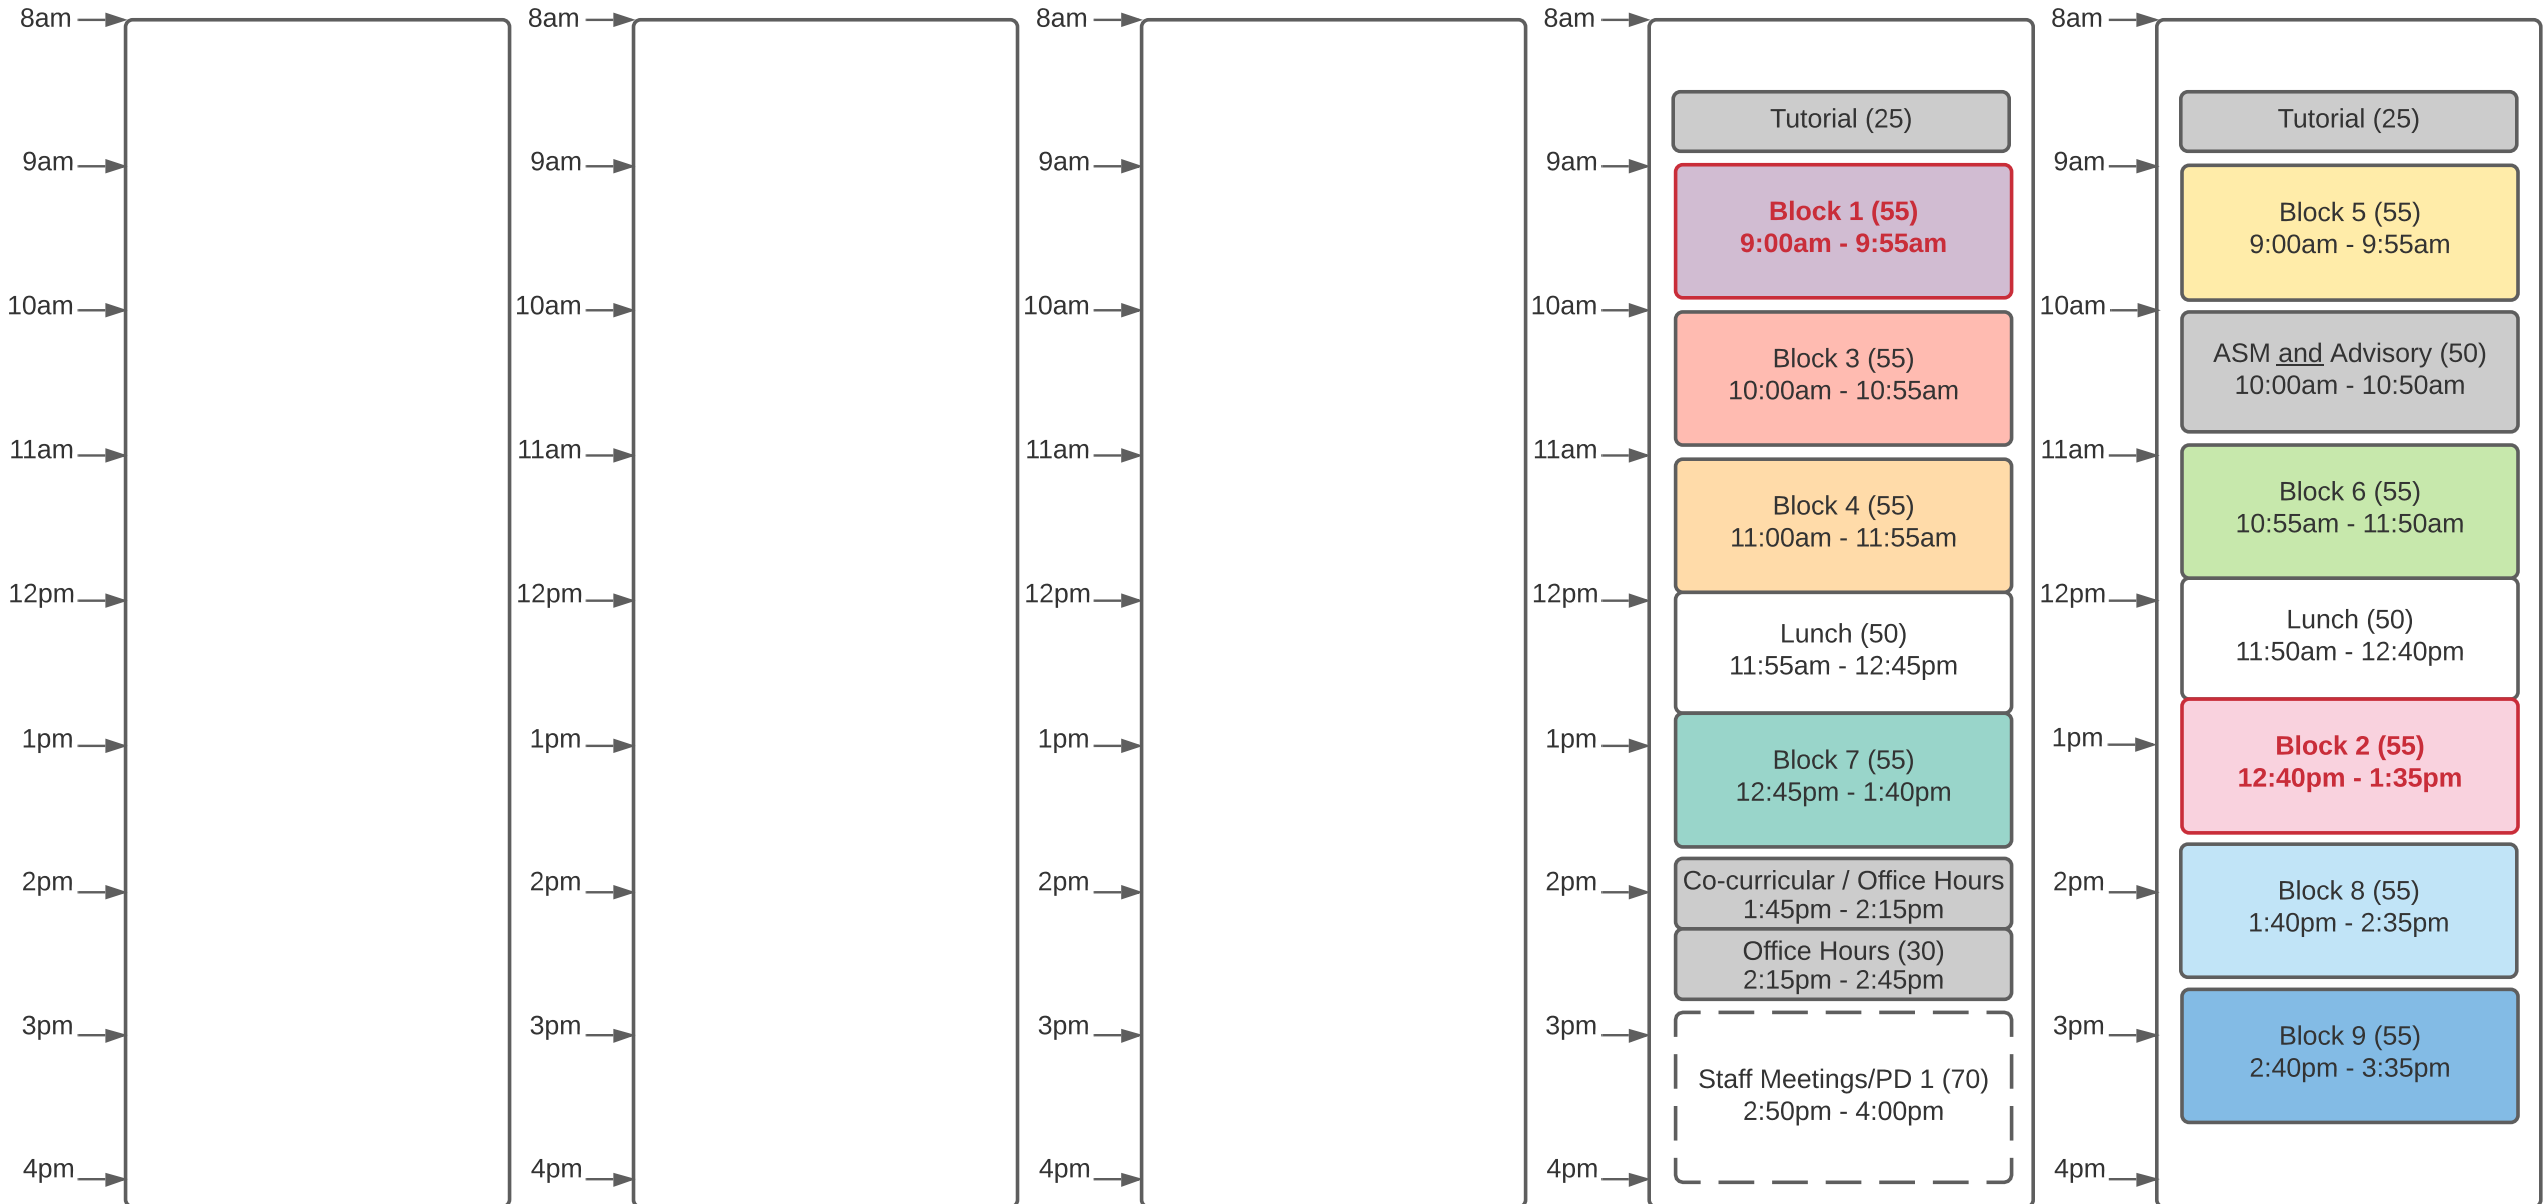 8am
9am
10am
11am
12pm
1pm
2pm
3pm
4pm
8am
9am
10am
11am
12pm
1pm
2pm
3pm
4pm
8am
9am
10am
11am
12pm
1pm
2pm
3pm
4pm
8am
9am
10am
11am
12pm
1pm
2pm
3pm
4pm
Tutorial (25)
Block 1 (55)
9:00am - 9:55am
Block 3 (55)
10:00am - 10:55am
Block 4 (55)
11:00am - 11:55am
Lunch (50)
11:55am - 12:45pm
Block 7 (55)
12:45pm - 1:40pm
Co-curricular / Office Hours
1:45pm - 2:15pm
Office Hours (30)
2:15pm - 2:45pm
Staff Meetings/PD 1 (70)
2:50pm - 4:00pm
8am
9am
10am
11am
12pm
1pm
2pm
3pm
4pm
Tutorial (25)
Block 5 (55)
9:00am - 9:55am
ASM and Advisory (50)
10:00am - 10:50am
Block 6 (55)
10:55am - 11:50am
Lunch (50)
11:50am - 12:40pm
Block 2 (55)
12:40pm - 1:35pm
Block 8 (55)
1:40pm - 2:35pm
Block 9 (55)
2:40pm - 3:35pm